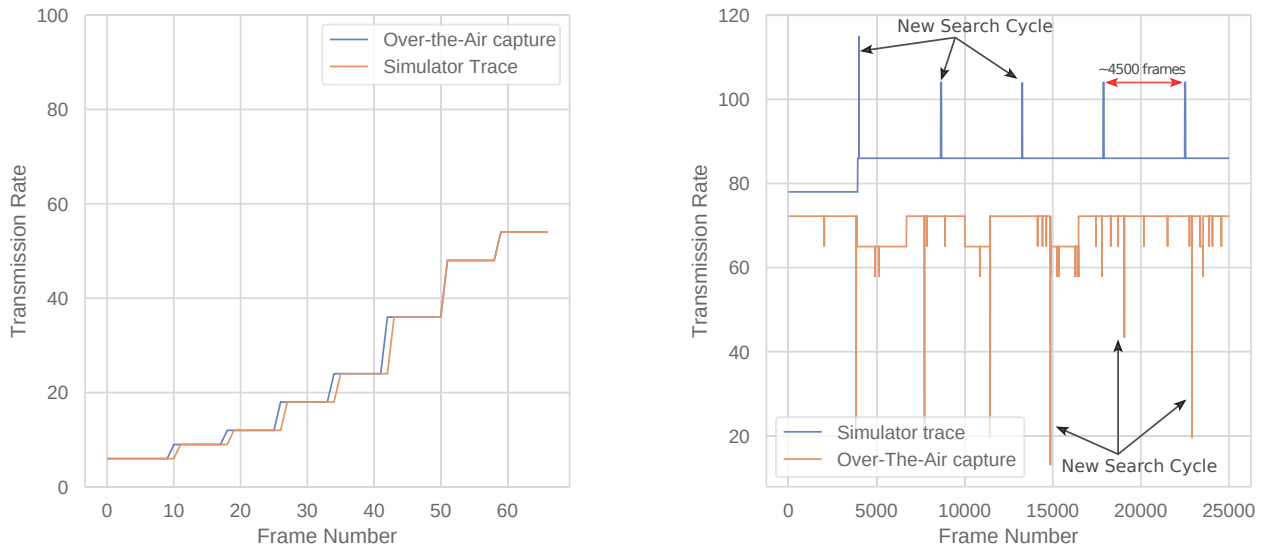 100
80
60
40
20
0
Transmission Rate
Over-the-Air capture
Simulator Trace
0 10 20 30 40 50 60
Frame Number
120
100
80
60
40
20
Transmission Rate
New Search Cycle
~4500 frames
Simulator trace
Over-The-Air capture
New Search Cycle
0 5000 10000 15000 20000 25000
Frame Number